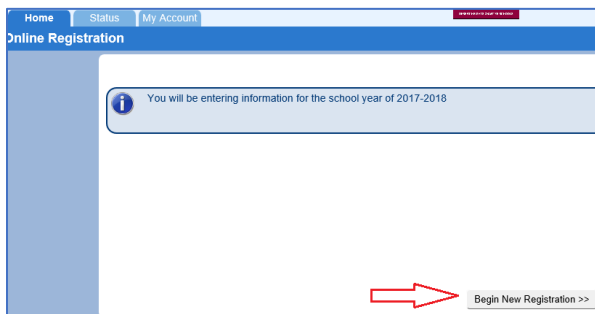 Home Status My Account
Online Registration
You will be entering information for the school year of 2017-2018
Begin New Registration >>